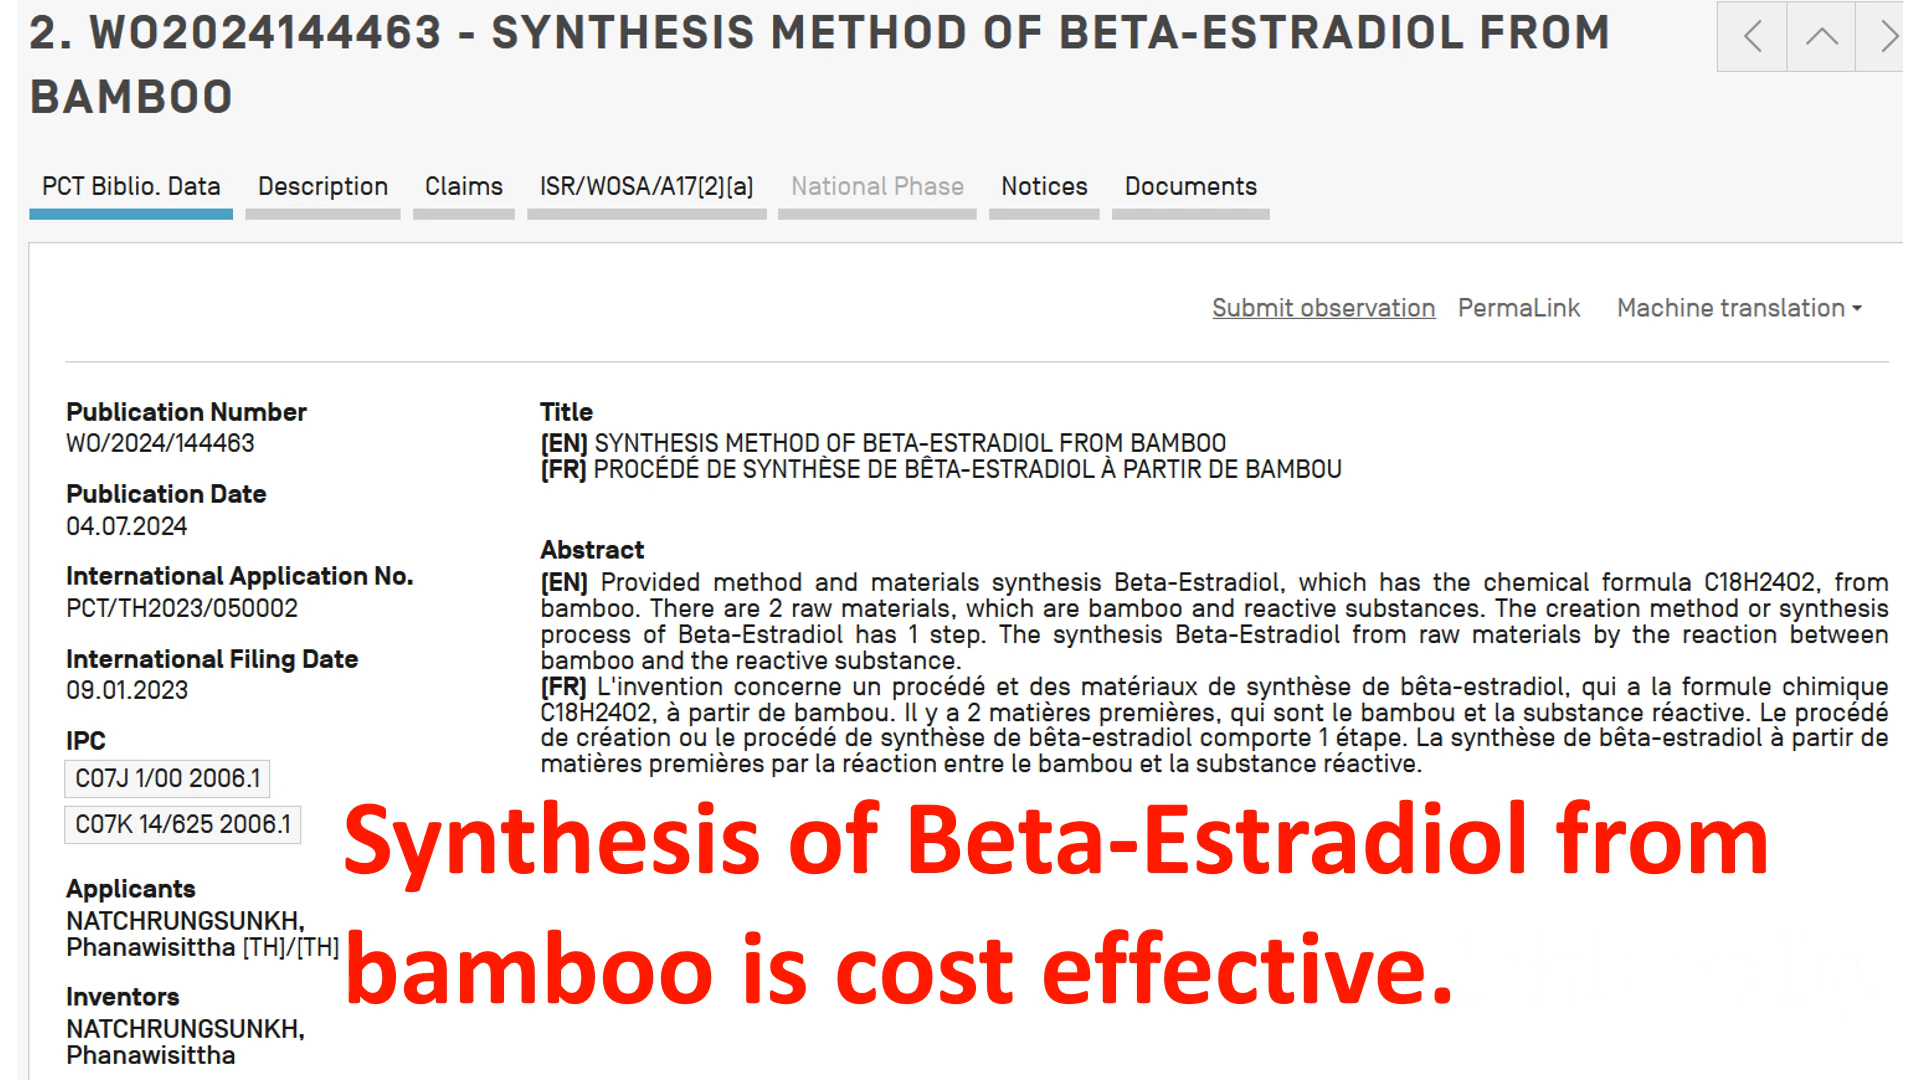 2. WO2024144463 - SYNTHESIS METHOD OF BETA-ESTRADIOL FROM
BAMBOO
PCT Biblio. Data Description Claims ISR/WOSA/A17(2)(a) National Phase Notices Documents
Submit observation PermaLink Machine translation
Publication Number
WO/2024/144463
Publication Date
04.07.2024
International Application No.
PCT/TH2023/050002
International Filing Date
09.01.2023
IPC
C07J 1/00 2006.1
C07K 14/625 2006.1
Applicants
NATCHRUNGSUNKH,
Phanawisittha [TH]/[TH]
Inventors
NATCHRUNGSUNKH,
Phanawisittha
Title
(EN) SYNTHESIS METHOD OF BETA-ESTRADIOL FROM BAMBOO
(FR) PROCÉDÉ DE SYNTHÈSE DE BÊTA-ESTRADIOL À PARTIR DE BAMBOU
Abstract
(EN) Provided method and materials synthesis Beta-Estradiol, which has the chemical formula C18H24O2, from
bamboo. There are 2 raw materials, which are bamboo and reactive substances. The creation method or synthesis
process of Beta-Estradiol has 1 step. The synthesis Beta-Estradiol from raw materials by the reaction between
bamboo and the reactive substance.
(FR) L'invention concerne un procédé et des matériaux de synthèse de bêta-estradiol, qui a la formule chimique
C18H24O2, à partir de bambou. Il y a 2 matières premières, qui sont le bambou et la substance réactive. Le procédé
de création ou le procédé de synthèse de bêta-estradiol comporte 1 étape. La synthèse de bêta-estradiol à partir de
matières premières par la réaction entre le bambou et la substance réactive.
Synthesis of Beta-Estradiol from
bamboo is cost effective.